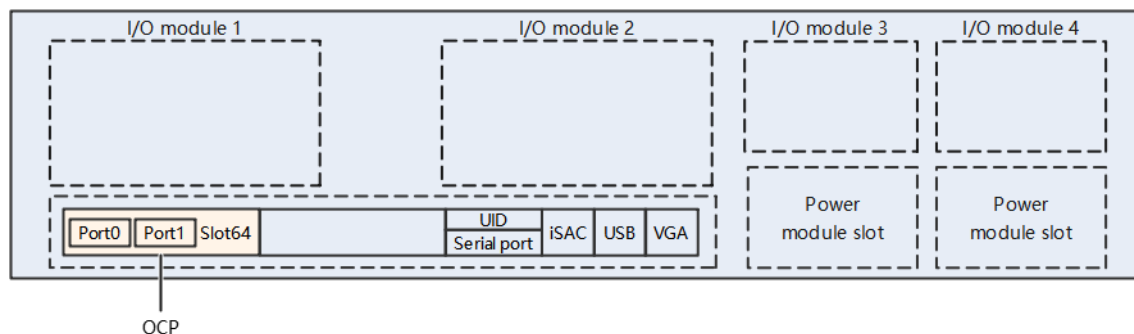 I/O module 1
I/O module 2
I/O module 3
I/O module 4
Port0
Port1
Slot64
UID
Serial port
iSAC
USB
VGA
Power
module slot
Power
module slot
OCP